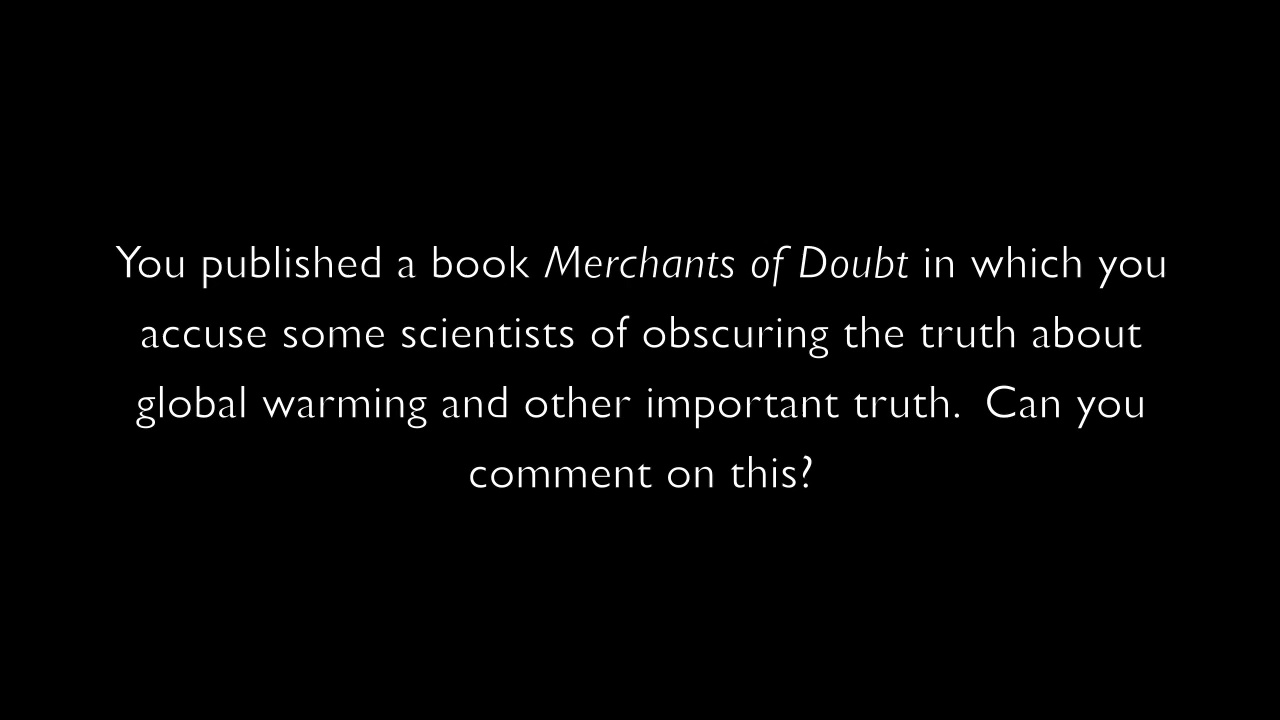 You published a book Merchants of Doubt in which you
accuse some scientists of obscuring the truth about
global warming and other important truth.  Can you
comment on this?